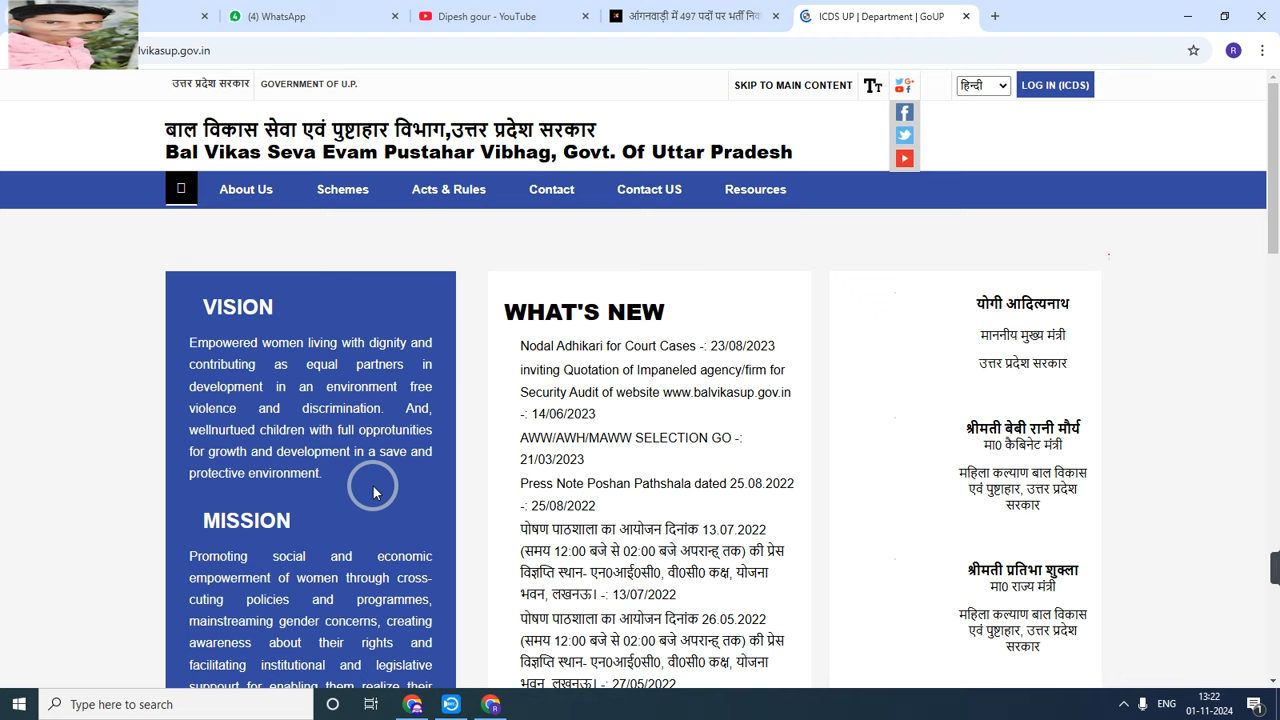 (4) WhatsApp
Dipesh gour - YouTube
आंगनवाड़ी में 497 पदों पर भर्ती निक
ICDS UP | Department | GoUP
lvikasup.gov.in
R
उत्तर प्रदेश सरकार
GOVERNMENT OF U.P.
SKIP TO MAIN CONTENT
TT
हिन्दी
LOG IN (ICDS)
बाल विकास सेवा एवं पुष्टाहार विभाग,उत्तर प्रदेश सरकार
Bal Vikas Seva Evam Pustahar Vibhag, Govt. Of Uttar Pradesh
About Us
Schemes
Acts & Rules
Contact
Contact US
Resources
VISION
Empowered women living with dignity and
contributing as equal partners in
development in an environment free
violence and discrimination. And,
wellnurtued children with full opprotunities
for growth and development in a save and
protective environment.
MISSION
Promoting social and economic
empowerment of women through cross-
cuting policies and programmes,
mainstreaming gender concerns, creating
awareness about their rights and
facilitating institutional and legislative
suppourt for enabling them realize their
WHAT'S NEW
Nodal Adhikari for Court Cases -: 23/08/2023
inviting Quotation of Impaneled agency/firm for
Security Audit of website www.balvikasup.gov.in
-: 14/06/2023
AWW/AWH/MAWW SELECTION GO -:
21/03/2023
Press Note Poshan Pathshala dated 25.08.2022
-: 25/08/2022
पोषण पाठशाला का आयोजन दिनांक 13.07.2022
(समय 12:00 बजे से 02:00 बजे अपरान्ह् तक) की प्रेस
विज्ञप्ति स्थान- एन0आई0सी0, वी0सी0 कक्ष, योजना
भवन, लखनऊ। -: 13/07/2022
पोषण पाठशाला का आयोजन दिनांक 26.05.2022
(समय 12:00 बजे से 02:00 बजे अपरान्ह् तक) की प्रेस
विज्ञप्ति स्थान- एन0आई0सी0, वी0सी0 कक्ष, योजना
भवन, लखनऊ। -: 27/05/2022
योगी आदित्यनाथ
माननीय मुख्य मंत्री
उत्तर प्रदेश सरकार
श्रीमती बेबी रानी मौर्य
मा0 कैबिनेट मंत्री
महिला कल्याण बाल विकास
एवं पुष्टाहार, उत्तर प्रदेश
सरकार
श्रीमती प्रतिभा शुक्ला
मा0 राज्य मंत्री
महिला कल्याण बाल विकास
एवं पुष्टाहार, उत्तर प्रदेश
सरकार
Type here to search
ENG
13:22
01-11-2024